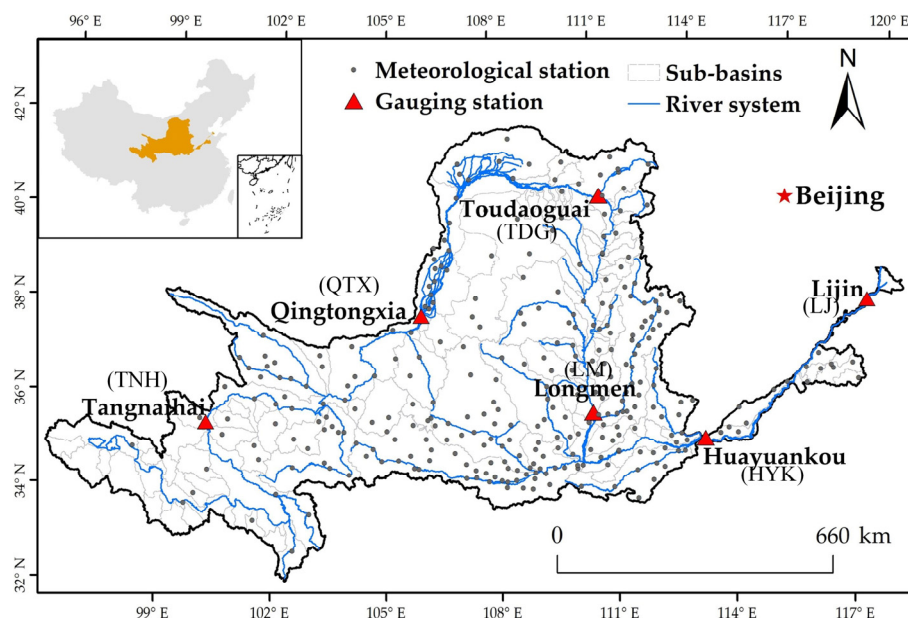 96° E 99° E 102° E 105° E 108° E 111° E 114° E 117° E 120° E
Meteorological station
Gauging station
Sub-basins
River system
N
42° N
40° N
38° N
36° N
34° N
32° N
Beijing
Toudaoguai
(TDG)
(QTX)
Qingtongxia
Lijin
(LJ)
(TNH)
Tangnaihai
(LM)
Longmen
Huayuankou
(HYK)
0 660 km
99° E 102° E 105° E 108° E 111° E 114° E 117° E